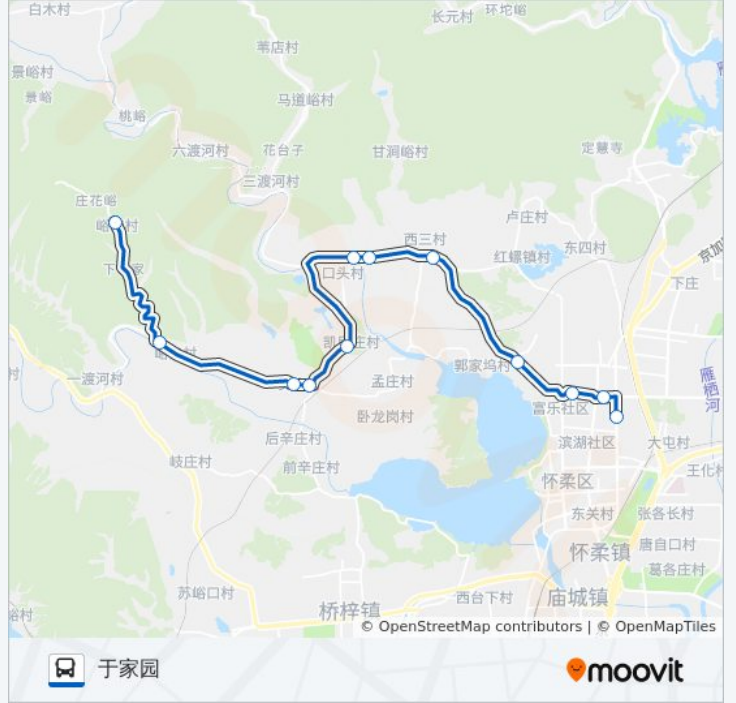 白木村
长元村
环坨峪
苇店村
景峪村
景峪
马道峪村
桃峪
六渡河村
花台子
甘涧峪村
定慧寺
三渡河村
庄花峪
卢庄村
西三村
东四村
红螺镇村
口头村
下庄
郭家坞村
孟庄村
一渡河村
富乐社区
雁栖河
卧龙岗村
后辛庄村
滨湖社区
大屯村
岐庄村
前辛庄村
怀柔区
东关村
张各长村
怀柔镇
唐自口村
葛各庄村
苏峪口村
西台下村
庙城镇
桥梓镇
© OpenStreetMap contributors | © OpenMapTiles
于家园
moovit